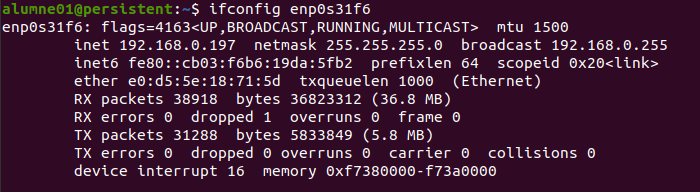 alumne01@persistent:~$ ifconfig enp0s31f6
enp0s31f6: flags=4163<UP,BROADCAST,RUNNING,MULTICAST>  mtu 1500
        inet 192.168.0.197  netmask 255.255.255.0  broadcast 192.168.0.255
        inet6 fe80::cb03:f6b6:19da:5fb2  prefixlen 64  scopeid 0x20<link>
        ether e0:d5:5e:18:71:5d  txqueuelen 1000  (Ethernet)
        RX packets 38918  bytes 36823312 (36.8 MB)
        RX errors 0  dropped 1  overruns 0  frame 0
        TX packets 31288  bytes 5833849 (5.8 MB)
        TX errors 0  dropped 0 overruns 0  carrier 0  collisions 0
        device interrupt 16  memory 0xf7380000-f73a0000